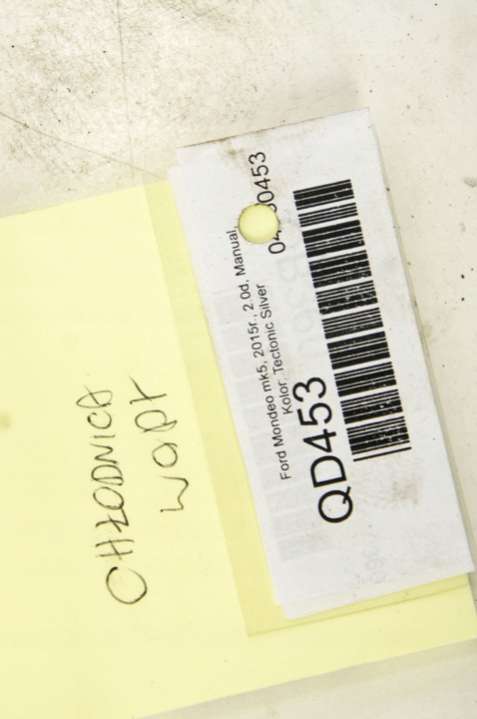 CHŁODNICA
WODY
Ford Mondeo mk5, 2015r., 2.0d, Manual,
Kolor: Tectonic Silver
QD453